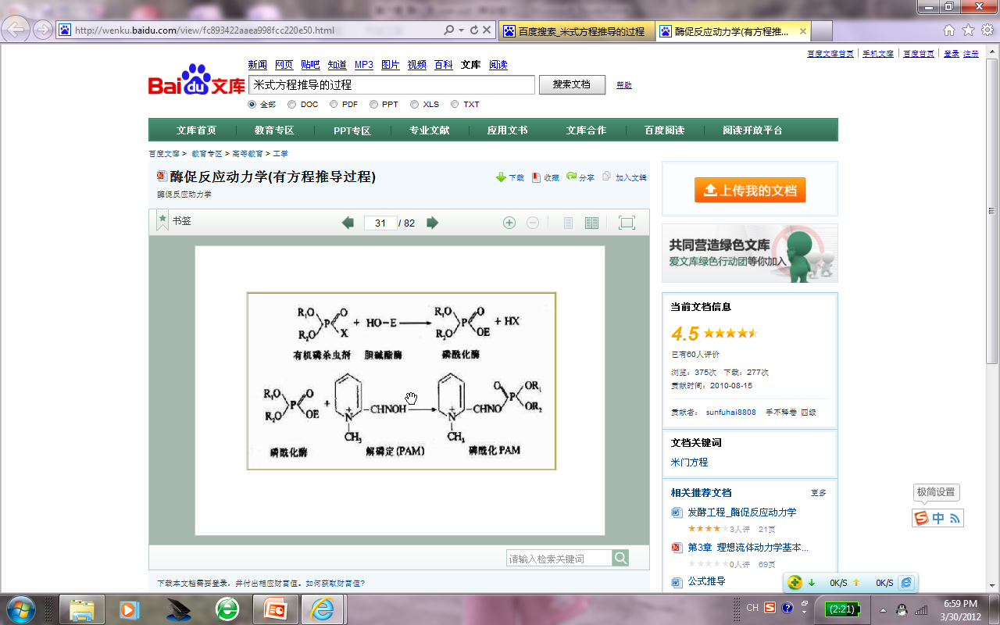 http://wenku.baidu.com/view/fc893422aaea998fcc220e50.html
百度搜索_米式方程推导的过程
酶促反应动力学(有方程推...
百度文库首页 | 手机文库 | 百度首页 | 登录 注册
新闻 网页 贴吧 知道 MP3 图片 视频 百科 文库 阅读
Bai du 文库
米式方程推导的过程
搜索文档
帮助
全部 DOC PDF PPT XLS TXT
文库首页 教育专区 PPT专区 专业文献 应用文书 文库合作 百度阅读 阅读开放平台
百度文库 > 教育专区 > 高等教育 > 工学
酶促反应动力学(有方程推导过程)
下载 收藏 分享 加入文辑
酶促反应动力学
书签
31 / 82
R₁O O
P + HO-E
R₂O X
R₁O O
P + HX
R₂O OE
有机磷杀虫剂 胆碱酯酶 磷酰化酶
R₁O O
P +
R₂O OE
N + CHNOH
CH₃
N + CHNO
CH₃
O OR₁
P
OR₂
磷酰化酶 解磷定(PAM) 磷酰化 PAM
请输入检索关键词
下载本文档需要登录，并付出相应财富值。如何获取财富值?
上传我的文档
共同营造绿色文库
爱文库绿色行动团等你加入
当前文档信息
4.5
已有60人评价
浏览：375次 下载：277次
贡献时间：2010-08-15
贡献者： sunfuhai8808 手不释卷 四级
文档关键词
米门方程
相关推荐文档 更多
发酵工程_酶促反应动力学
3人评 21页
第3章 理想流体动力学基本...
0人评 69页
公式推导
极简设置
S 中
0K/S 0K/S
CH S
(2:21)
6:59 PM
3/30/2012